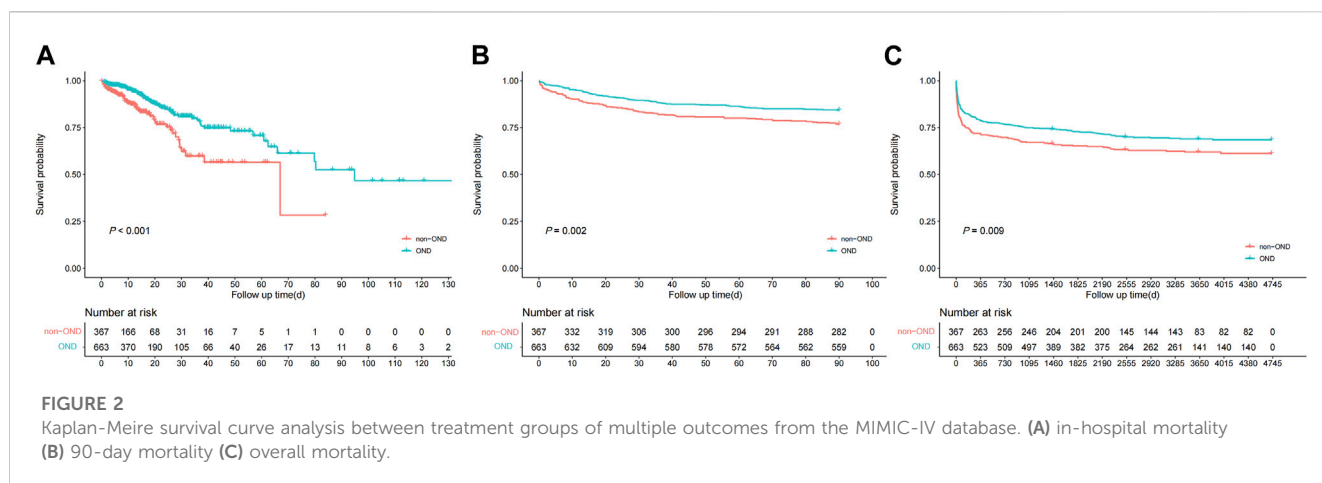 A
B
C
1.00
0.75
0.50
0.25
0.00
Survival probability
P < 0.001
non-OND
OND
0 10 20 30 40 50 60 70 80 90 100 110 120 130
Follow up time(d)
1.00
0.75
0.50
0.25
0.00
Survival probability
P = 0.002
non-OND
OND
0 10 20 30 40 50 60 70 80 90 100
Follow up time(d)
1.00
0.75
0.50
0.25
0.00
Survival probability
P = 0.009
non-OND
OND
0 365 730 1095 1460 1825 2190 2555 2920 3285 3650 4015 4380 4745
Follow up time(d)
Number at risk
non-OND 367 166 68 31 16 7 5 1 1 0 0 0 0 0
OND 663 370 190 105 66 40 26 17 13 11 8 6 3 2
0 10 20 30 40 50 60 70 80 90 100 110 120 130
Number at risk
non-OND 367 332 319 306 300 296 294 291 288 282 0
OND 663 632 609 594 580 578 572 564 562 559 0
0 10 20 30 40 50 60 70 80 90 100
Number at risk
non-OND 367 263 256 246 204 201 200 145 144 143 83 82 82 0
OND 663 523 509 497 389 382 375 264 262 261 141 140 140 0
0 365 730 1095 1460 1825 2190 2555 2920 3285 3650 4015 4380 4745
FIGURE 2
Kaplan-Meire survival curve analysis between treatment groups of multiple outcomes from the MIMIC-IV database. (A) in-hospital mortality
(B) 90-day mortality (C) overall mortality.